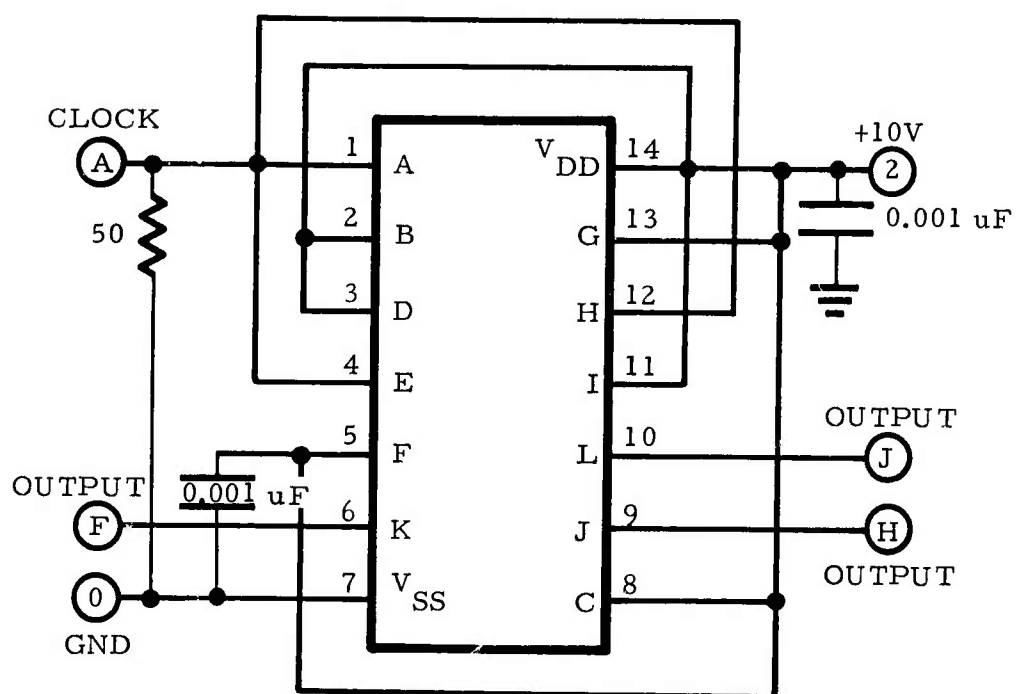 CLOCK
A
50
1
A
2
B
3
D
4
E
5
F
0.001 uF
OUTPUT
F
6
K
0
GND
7
VSS
VDD
14
+10V
2
0.001 uF
G
13
H
12
I
11
L
10
OUTPUT
J
J
9
H
OUTPUT
C
8